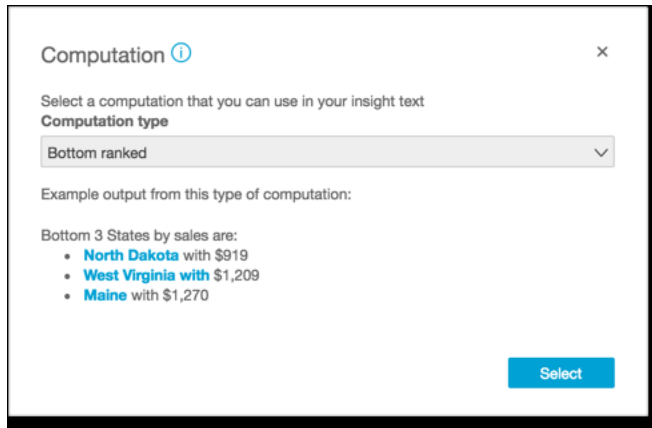 Computation
Select a computation that you can use in your insight text
Computation type
Bottom ranked
Example output from this type of computation:
Bottom 3 States by sales are:
• North Dakota with $919
• West Virginia with $1,209
• Maine with $1,270
Select